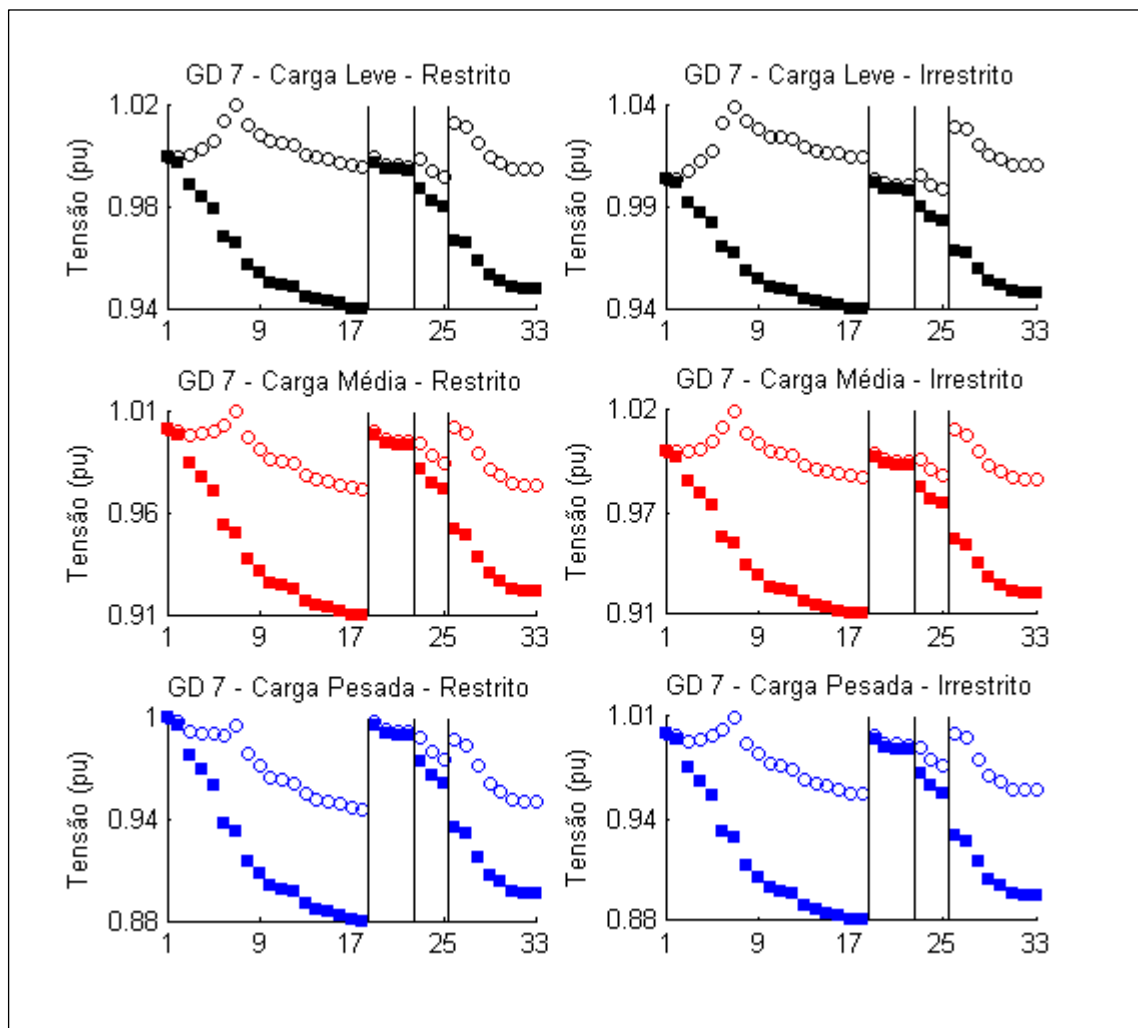 GD 7 - Carga Leve - Restrito
Tensão (pu)
1.02
0.98
0.94
1 9 17 25 33
GD 7 - Carga Leve - Irrestrito
Tensão (pu)
1.04
0.99
0.94
1 9 17 25 33
GD 7 - Carga Média - Restrito
Tensão (pu)
1.01
0.96
0.91
1 9 17 25 33
GD 7 - Carga Média - Irrestrito
Tensão (pu)
1.02
0.97
0.91
1 9 17 25 33
GD 7 - Carga Pesada - Restrito
Tensão (pu)
1
0.94
0.88
1 9 17 25 33
GD 7 - Carga Pesada - Irrestrito
Tensão (pu)
1.01
0.94
0.88
1 9 17 25 33